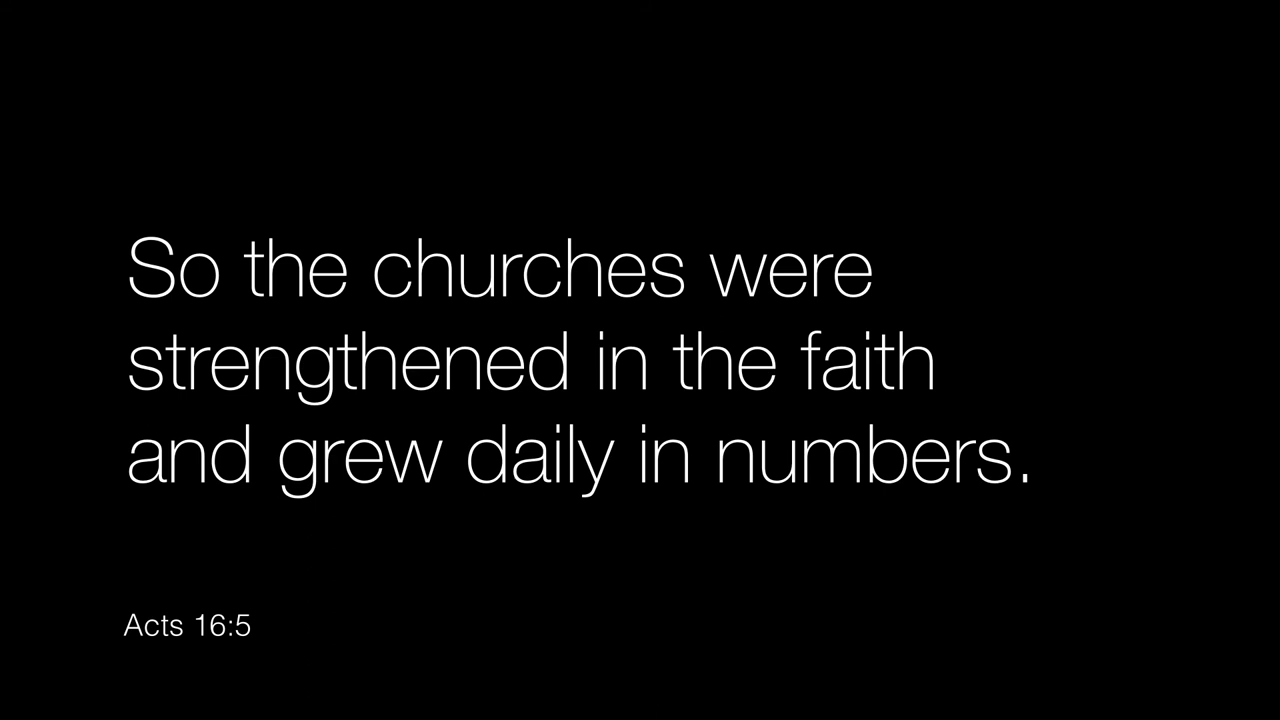 So the churches were
strengthened in the faith
and grew daily in numbers.
Acts 16:5